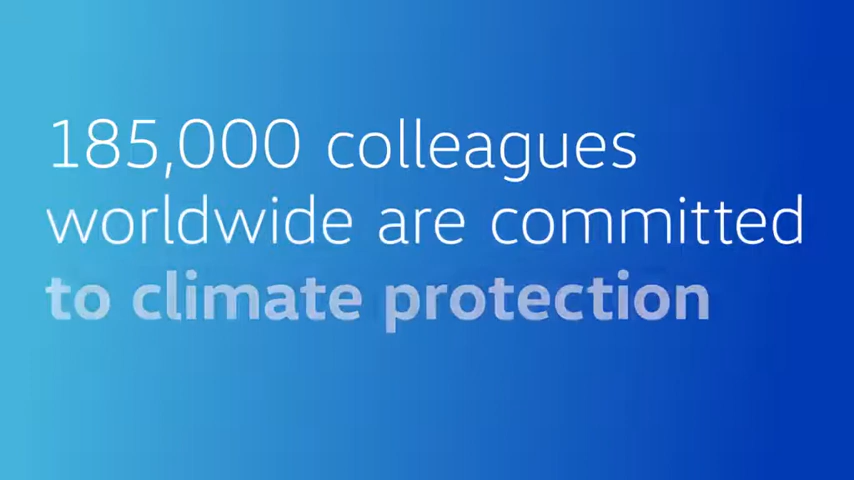 185,000 colleagues
worldwide are committed
to climate protection